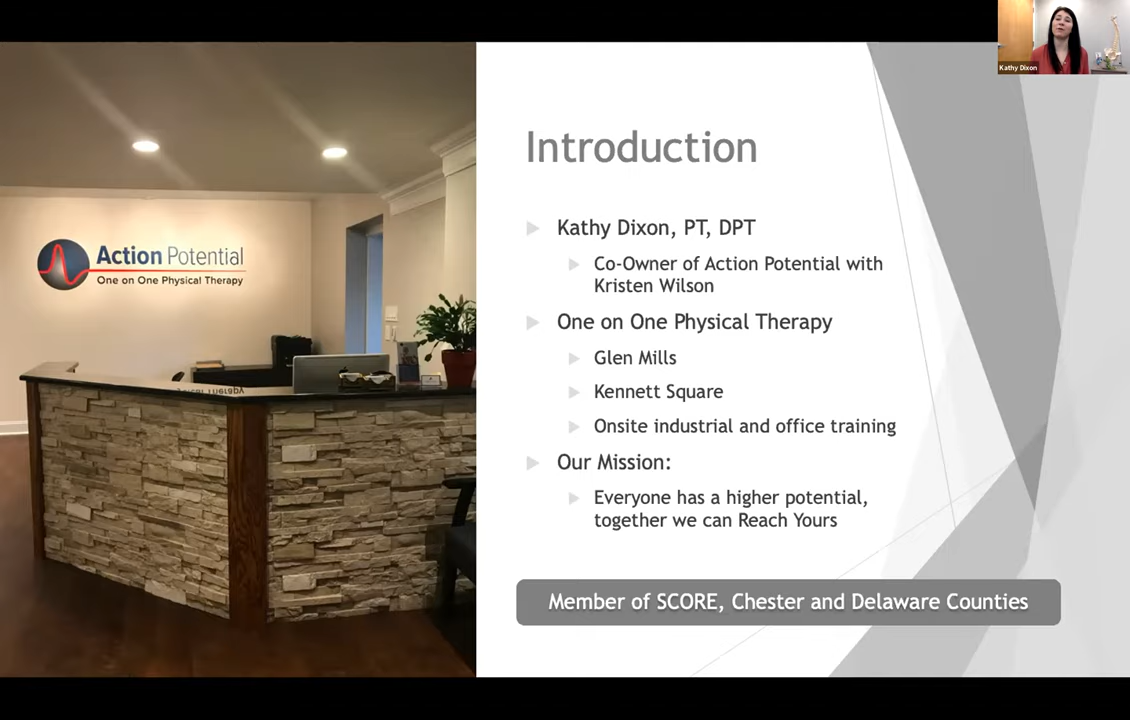 Kathy Dixon
Action Potential
One on One Physical Therapy
Introduction
Kathy Dixon, PT, DPT
Co-Owner of Action Potential with
Kristen Wilson
One on One Physical Therapy
Glen Mills
Kennett Square
Onsite industrial and office training
Our Mission:
Everyone has a higher potential,
together we can Reach Yours
Member of SCORE, Chester and Delaware Counties